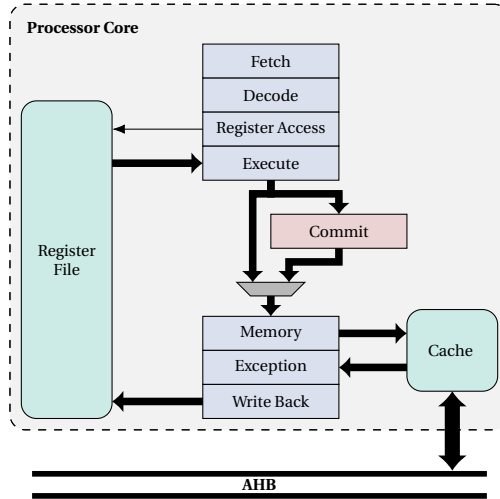 Processor Core
Fetch
Decode
Register Access
Execute
Register
File
Commit
Memory
Exception
Write Back
Cache
AHB